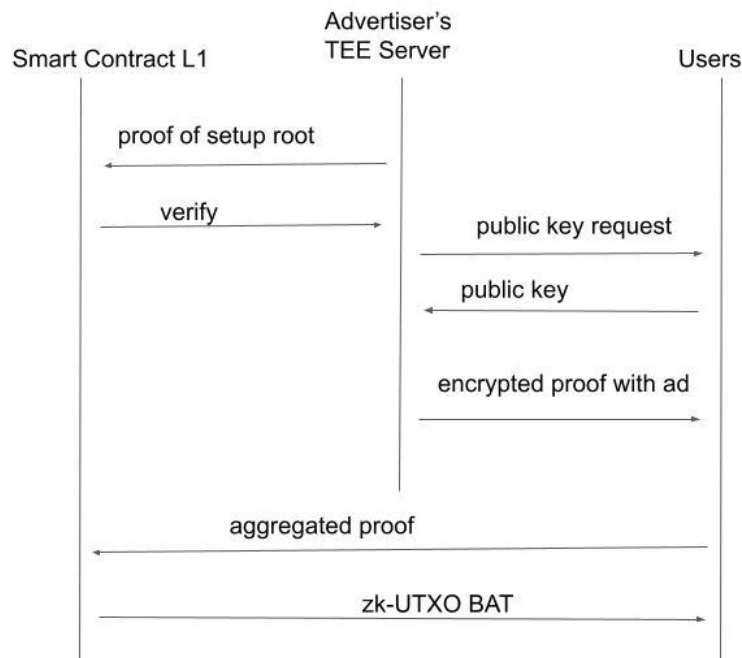 Advertiser's
TEE Server
Smart Contract L1
Users
proof of setup root
verify
public key request
public key
encrypted proof with ad
aggregated proof
zk-UTXO BAT